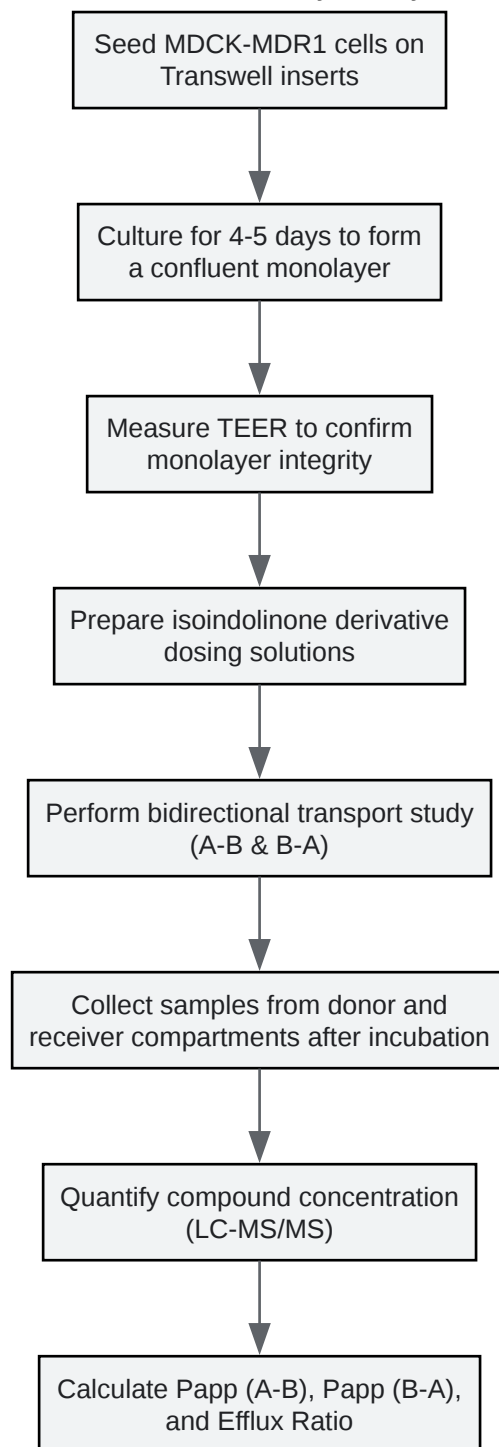 Seed MDCK-MDR1 cells on
Transwell inserts
Culture for 4-5 days to form
a confluent monolayer
Measure TEER to confirm
monolayer integrity
Prepare isoindolinone derivative
dosing solutions
Perform bidirectional transport study
(A-B & B-A)
Collect samples from donor and
receiver compartments after incubation
Quantify compound concentration
(LC-MS/MS)
Calculate Papp (A-B), Papp (B-A),
and Efflux Ratio